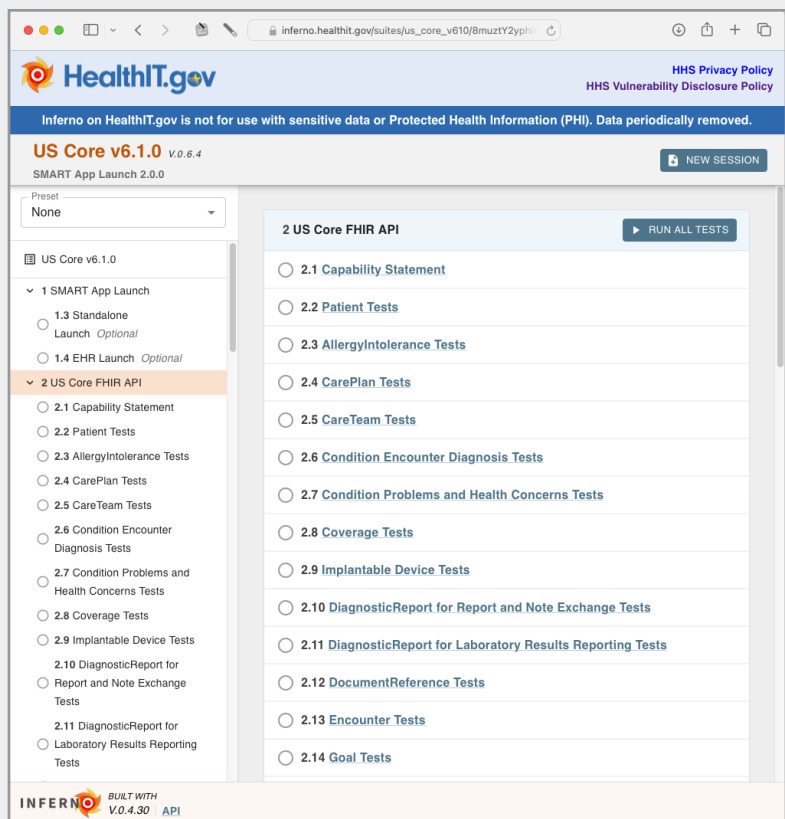 inferno.healthit.gov/suites/us_core_v610/8muztY2yph
HealthIT.gov
HHS Privacy Policy
HHS Vulnerability Disclosure Policy
Inferno on HealthIT.gov is not for use with sensitive data or Protected Health Information (PHI). Data periodically removed.
US Core v6.1.0 V.0.6.4
SMART App Launch 2.0.0
NEW SESSION
Preset
None
US Core v6.1.0
1 SMART App Launch
1.3 Standalone
Launch Optional
1.4 EHR Launch Optional
2 US Core FHIR API
2.1 Capability Statement
2.2 Patient Tests
2.3 AllergyIntolerance Tests
2.4 CarePlan Tests
2.5 CareTeam Tests
2.6 Condition Encounter
Diagnosis Tests
2.7 Condition Problems and
Health Concerns Tests
2.8 Coverage Tests
2.9 Implantable Device Tests
2.10 DiagnosticReport for
Report and Note Exchange
Tests
2.11 DiagnosticReport for
Laboratory Results Reporting
Tests
2 US Core FHIR API
RUN ALL TESTS
2.1 Capability Statement
2.2 Patient Tests
2.3 AllergyIntolerance Tests
2.4 CarePlan Tests
2.5 CareTeam Tests
2.6 Condition Encounter Diagnosis Tests
2.7 Condition Problems and Health Concerns Tests
2.8 Coverage Tests
2.9 Implantable Device Tests
2.10 DiagnosticReport for Report and Note Exchange Tests
2.11 DiagnosticReport for Laboratory Results Reporting Tests
2.12 DocumentReference Tests
2.13 Encounter Tests
2.14 Goal Tests
INFERNO
BUILT WITH
V.0.4.30 API